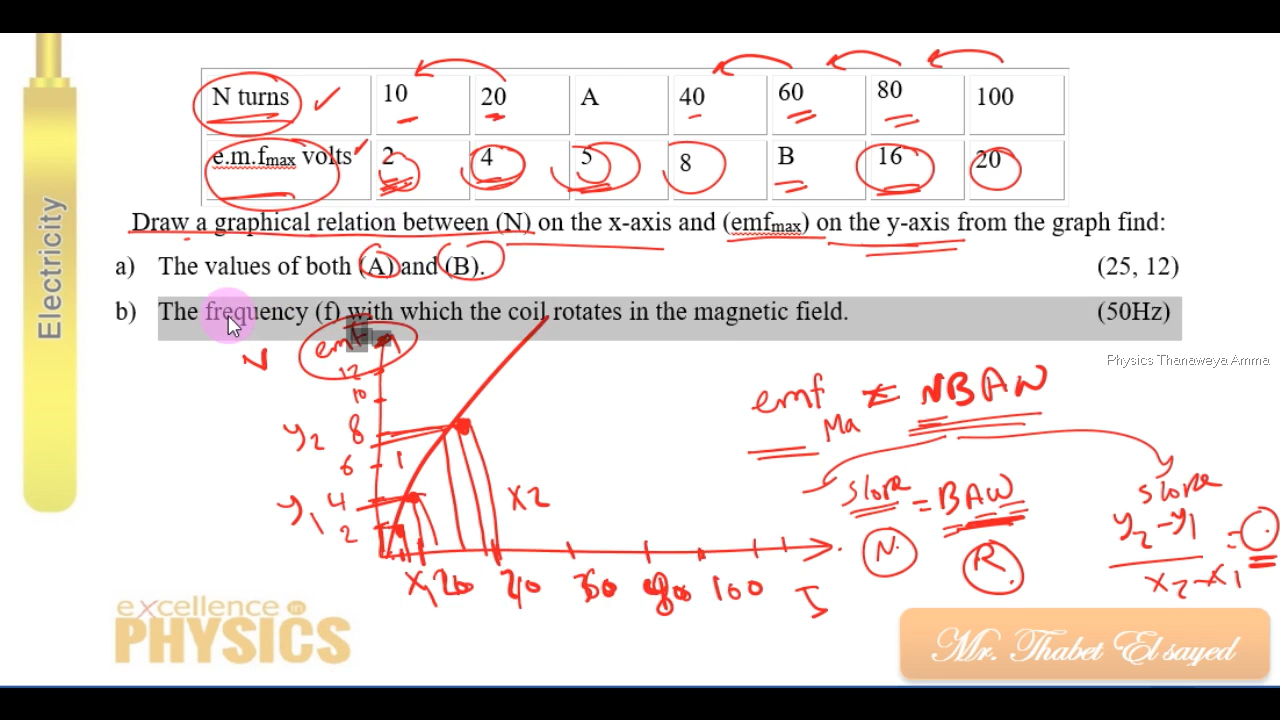 Electricity
N turns 10 20 A 40 60 80 100
e.m.fmax volts 2 4 5 8 B 16 20
Draw a graphical relation between (N) on the x-axis and (emfmax) on the y-axis from the graph find:
a) The values of both (A) and (B). (25, 12)
b) The frequency (f) with which the coil rotates in the magnetic field. (50Hz)
Physics Thanaweya Amma
emf
12
10
y2 8
6
y1 4
2
x2
x1 20 40 60 80 100
emf Ma = NBAW
slope = BAW
N. R.
slope
y2 - y1
x2 - x1
excellence in
PHYSICS
Mr. Thabet El sayed